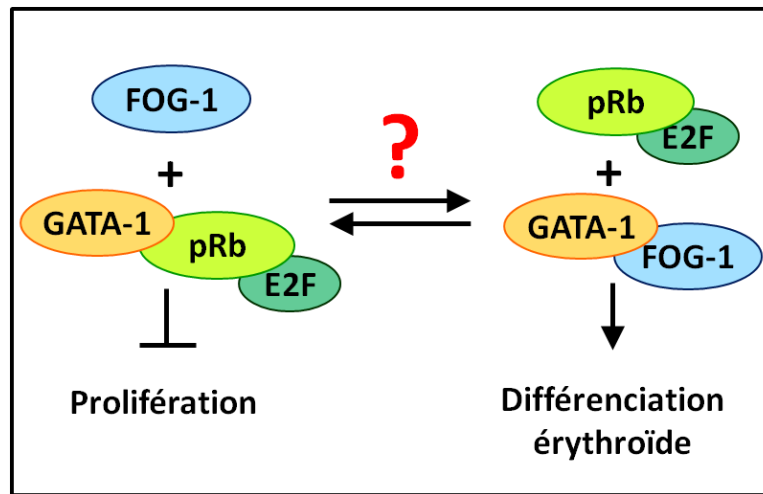 FOG-1
+
GATA-1
pRb
E2F
Prolifération
?
pRb
E2F
+
GATA-1
FOG-1
Différenciation
érythroïde